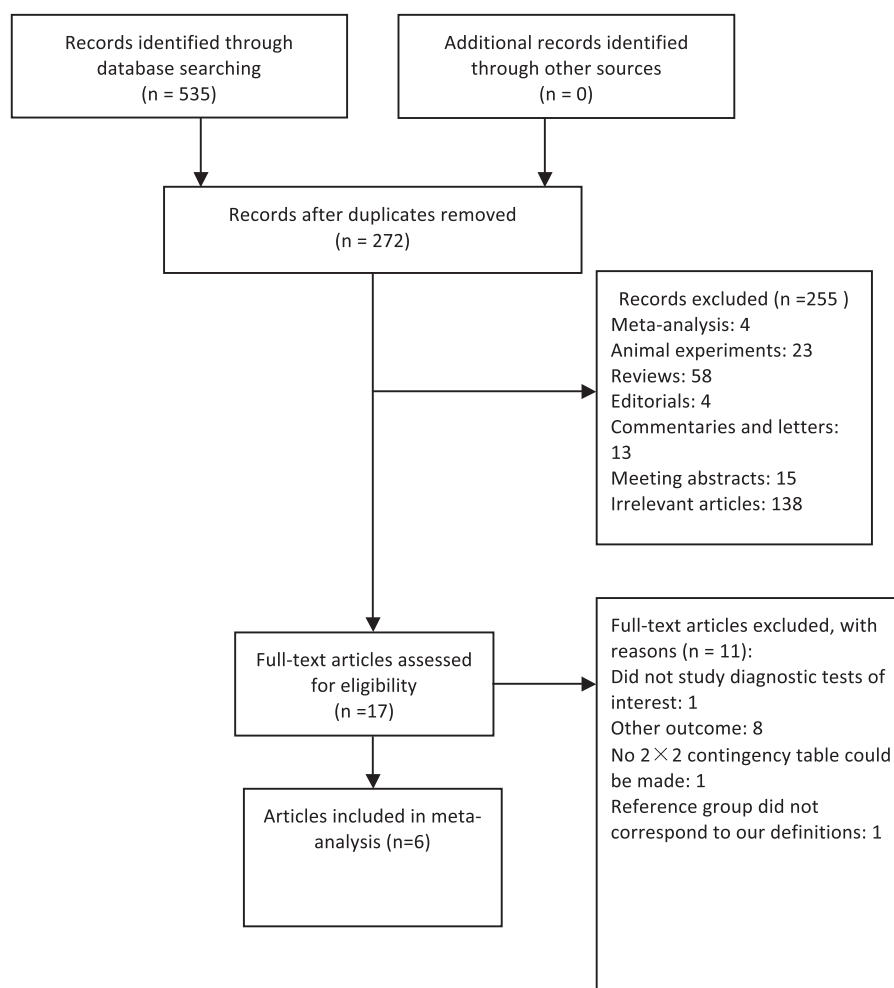 Records identified through
database searching
(n = 535)
Additional records identified
through other sources
(n = 0)
Records after duplicates removed
(n = 272)
Records excluded (n =255 )
Meta-analysis: 4
Animal experiments: 23
Reviews: 58
Editorials: 4
Commentaries and letters:
13
Meeting abstracts: 15
Irrelevant articles: 138
Full-text articles assessed
for eligibility
(n =17)
Full-text articles excluded, with
reasons (n = 11):
Did not study diagnostic tests of
interest: 1
Other outcome: 8
No 2×2 contingency table could
be made: 1
Reference group did not
correspond to our definitions: 1
Articles included in meta-
analysis (n=6)